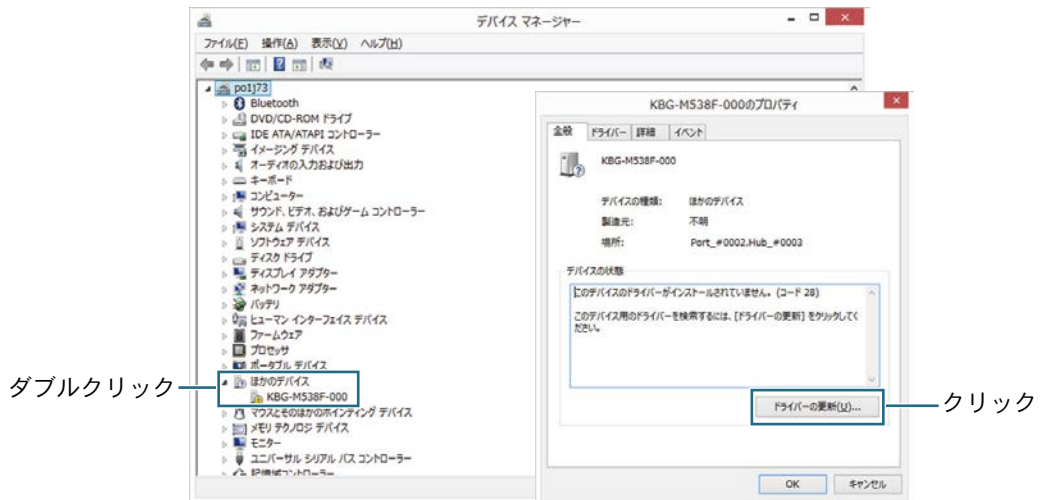 デバイス マネージャー
ファイル(F) 操作(A) 表示(V) ヘルプ(H)
po1j73
Bluetooth
DVD/CD-ROM ドライブ
IDE ATA/ATAPI コントローラー
イメージング デバイス
オーディオの入力および出力
キーボード
コンピューター
サウンド、ビデオ、およびゲーム コントローラー
システム デバイス
ソフトウェア デバイス
ディスク ドライブ
ディスプレイ アダプター
ネットワーク アダプター
バッテリ
ヒューマン インターフェイス デバイス
ファームウェア
プロセッサ
ポータブル デバイス
ほかのデバイス
KBG-M538F-000
マウスとそのほかのポインティング デバイス
メモリ テクノロジ デバイス
モニター
ユニバーサル シリアル バス コントローラー
記憶域コントローラー
ダブルクリック
KBG-M538F-000のプロパティ
全般 ドライバー 詳細 イベント
KBG-M538F-000
デバイスの種類: ほかのデバイス
製造元: 不明
場所: Port_#0002.Hub_#0003
デバイスの状態
このデバイスのドライバーがインストールされていません。 (コード 28)
このデバイス用のドライバーを検索するには、[ドライバーの更新] をクリックしてく
ださい。
ドライバーの更新(U)...
クリック
OK キャンセル